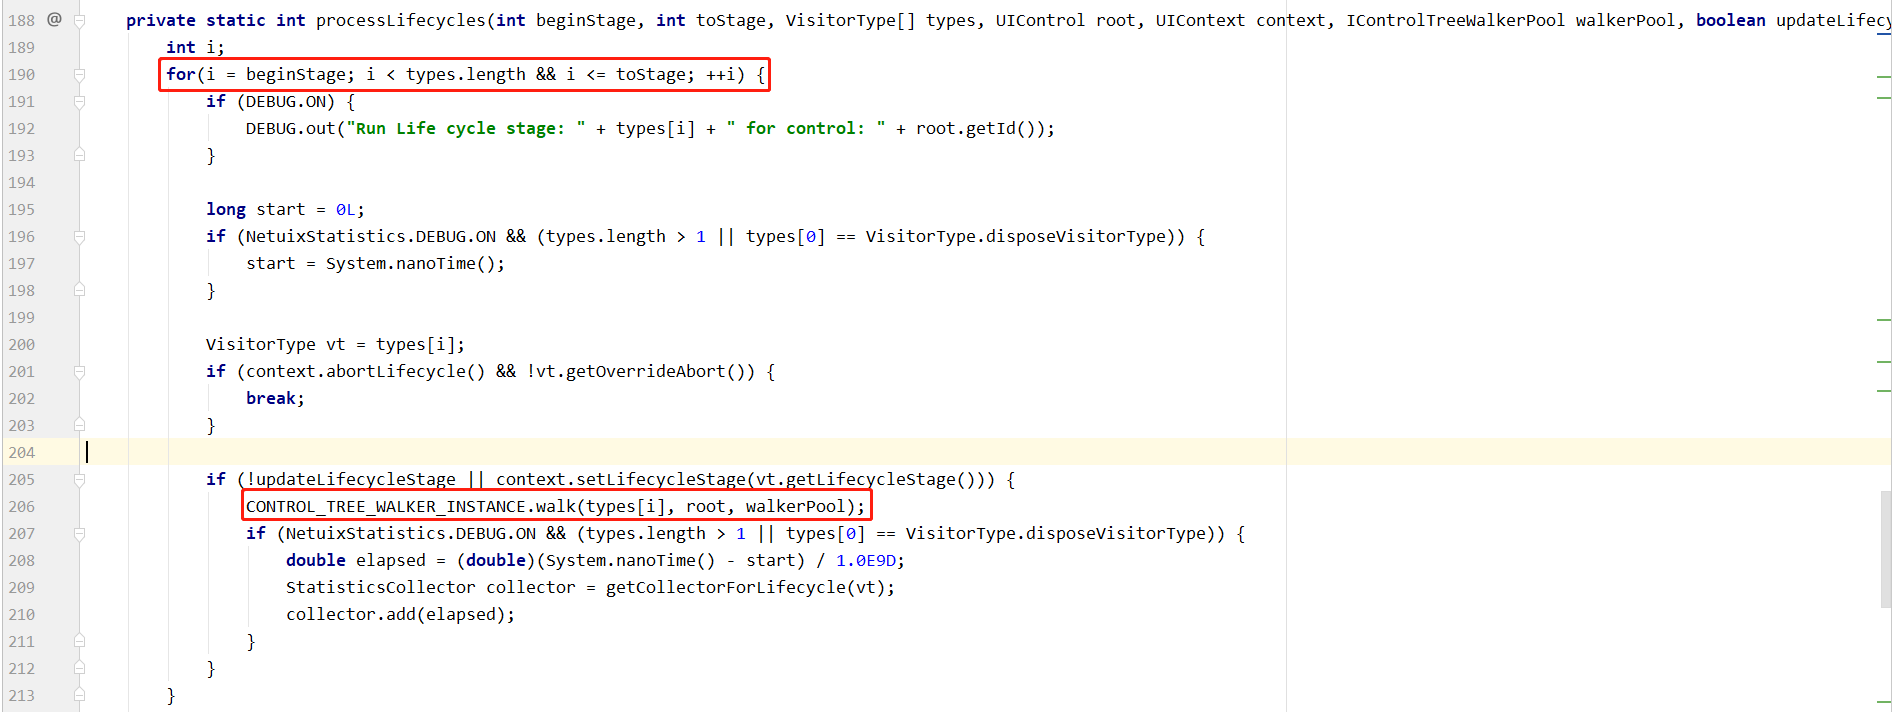 188 @ private static int processLifecycles(int beginStage, int toStage, VisitorType[] types, UIControl root, UIContext context, IControlTreeWalkerPool walkerPool, boolean updateLifecy
189 int i;
190 for(i = beginStage; i < types.length && i <= toStage; ++i) {
191 if (DEBUG.ON) {
192 DEBUG.out("Run Life cycle stage: " + types[i] + " for control: " + root.getId());
193 }
194
195 long start = 0L;
196 if (NetuixStatistics.DEBUG.ON && (types.length > 1 || types[0] == VisitorType.disposeVisitorType)) {
197 start = System.nanoTime();
198 }
199
200 VisitorType vt = types[i];
201 if (context.abortLifecycle() && !vt.getOverrideAbort()) {
202 break;
203 }
204
205 if (!updateLifecycleStage || context.setLifecycleStage(vt.getLifecycleStage())) {
206 CONTROL_TREE_WALKER_INSTANCE.walk(types[i], root, walkerPool);
207 if (NetuixStatistics.DEBUG.ON && (types.length > 1 || types[0] == VisitorType.disposeVisitorType)) {
208 double elapsed = (double)(System.nanoTime() - start) / 1.0E9D;
209 StatisticsCollector collector = getCollectorForLifecycle(vt);
210 collector.add(elapsed);
211 }
212 }
213 }